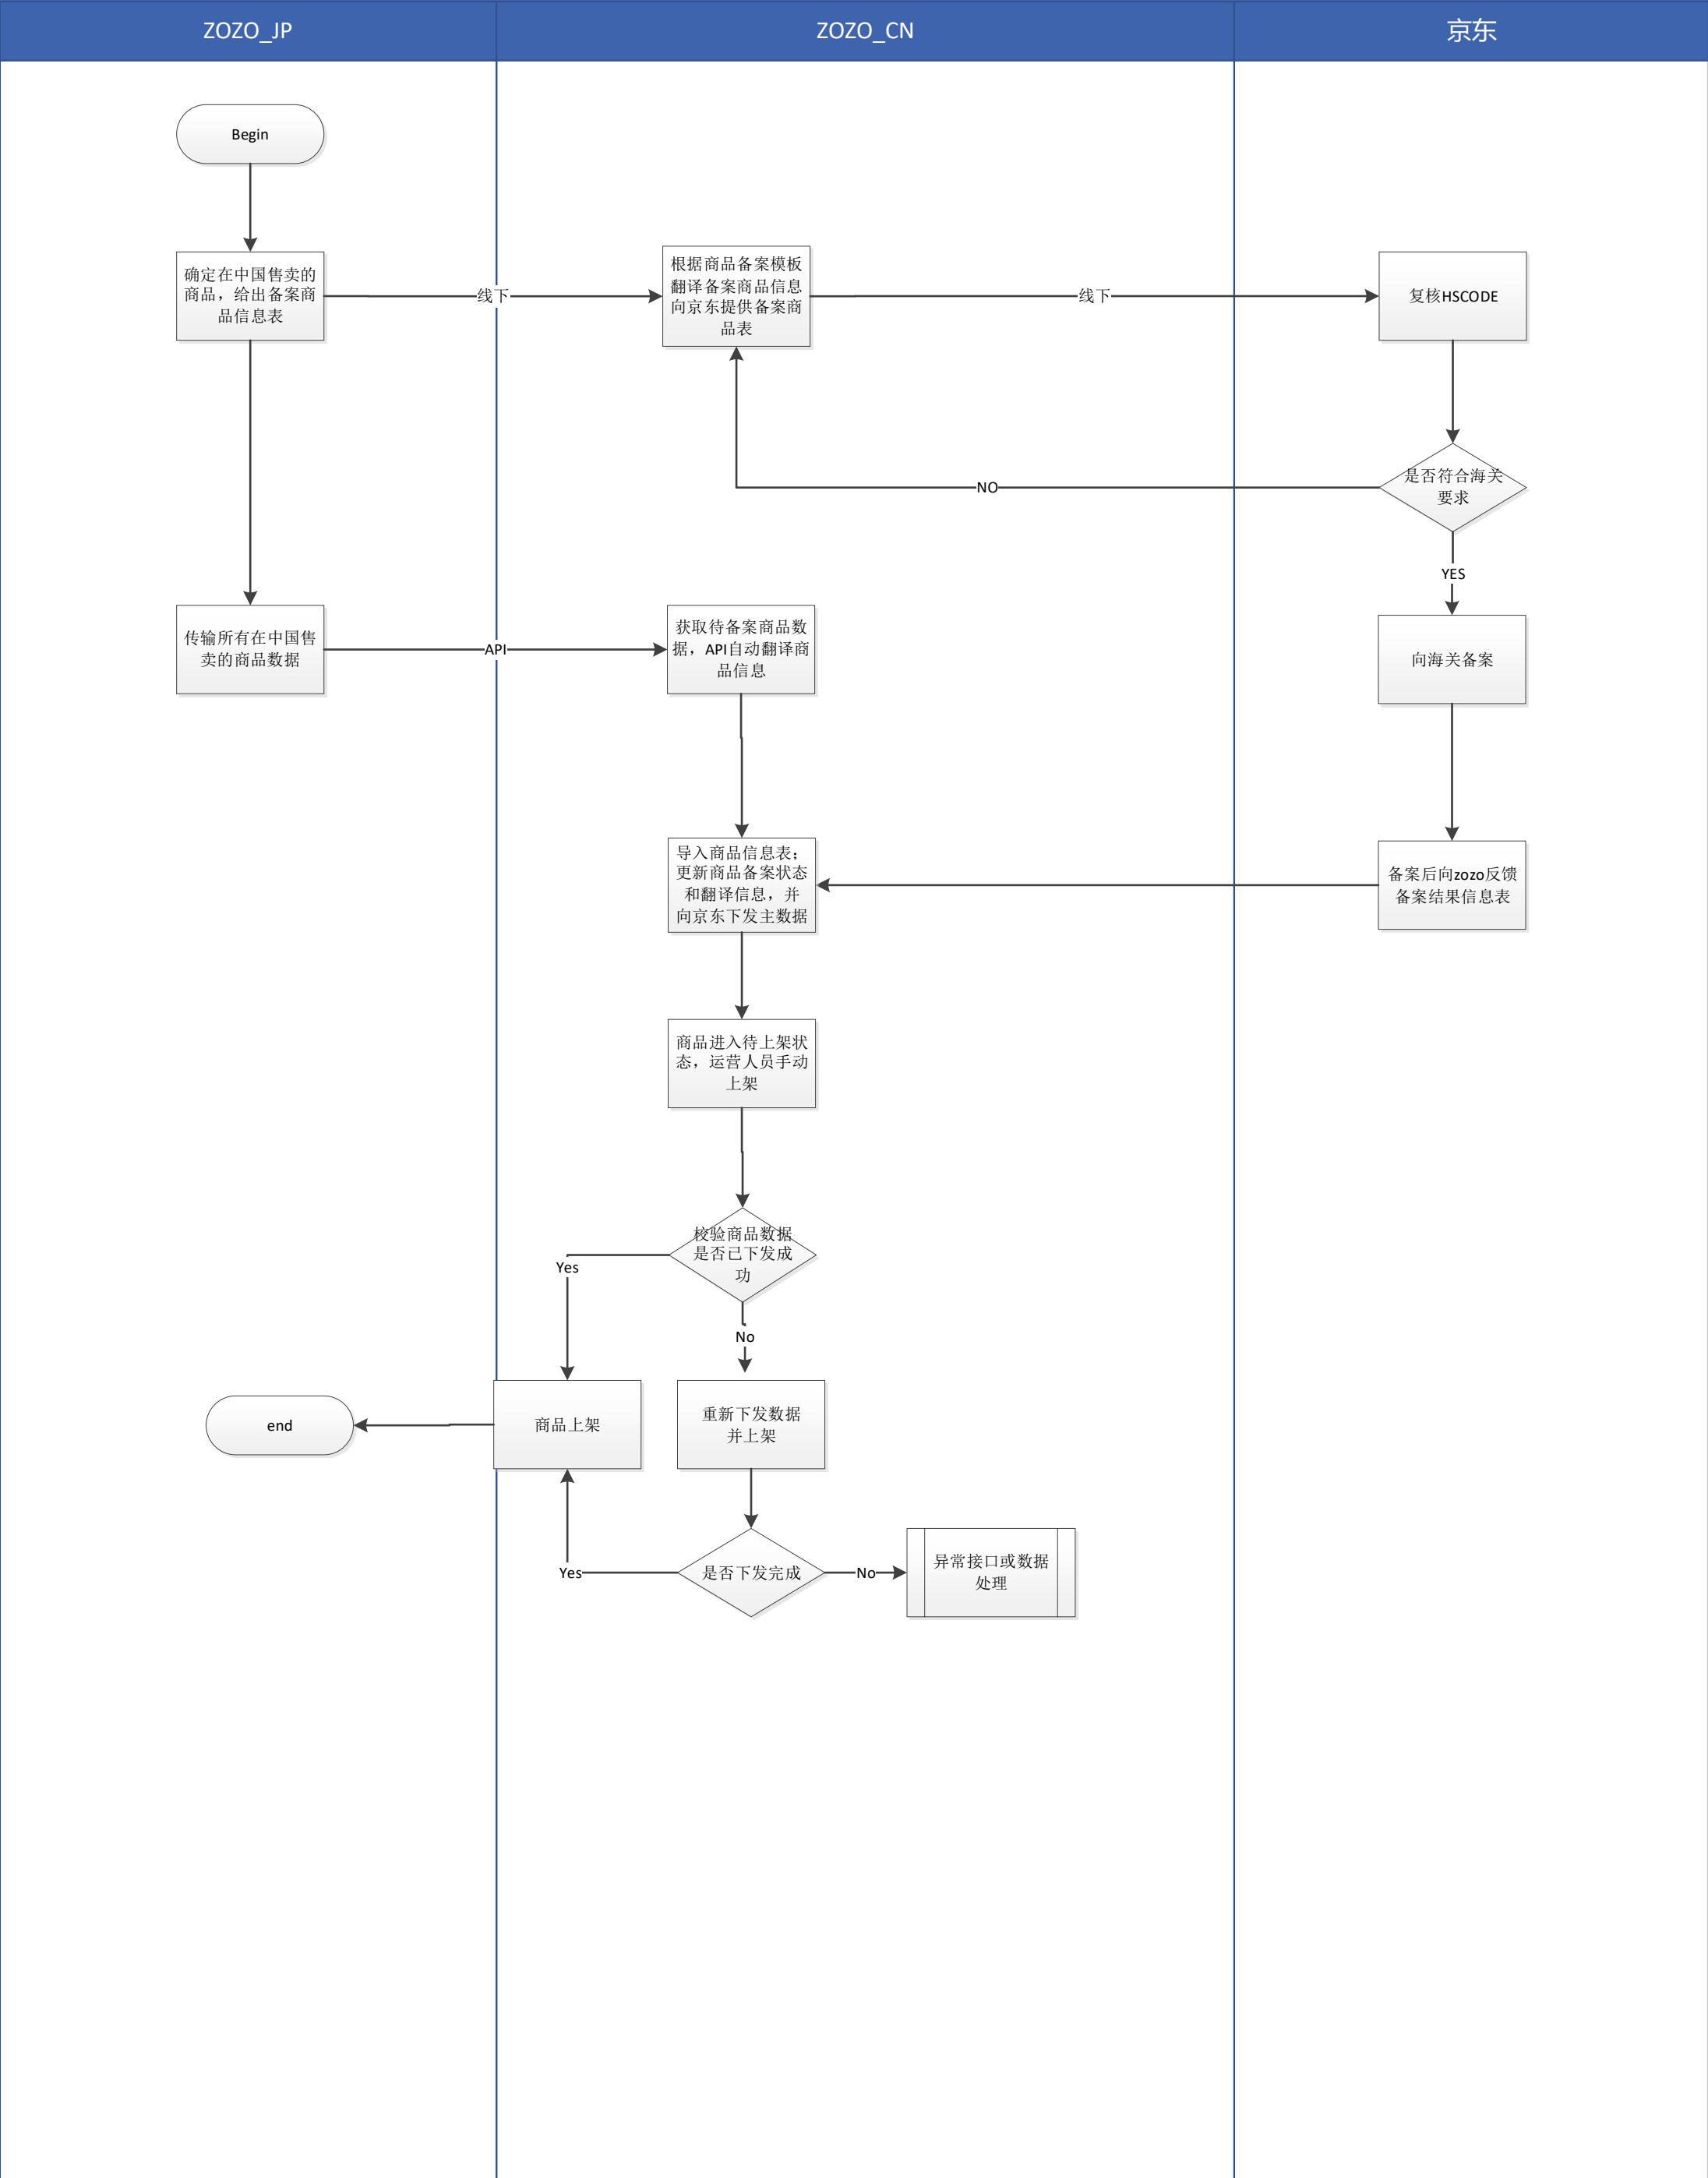 ZOZO_JP
ZOZO_CN
京东
Begin
确定在中国售卖的
商品，给出备案商
品信息表
线下
根据商品备案模板
翻译备案商品信息
向京东提供备案商
品表
线下
复核HSCODE
是否符合海关
要求
NO
YES
传输所有在中国售
卖的商品数据
API
获取待备案商品数
据，API自动翻译商
品信息
向海关备案
导入商品信息表；
更新商品备案状态
和翻译信息，并
向京东下发主数据
备案后向zozo反馈
备案结果信息表
商品进入待上架状
态，运营人员手动
上架
校验商品数据
是否已下发成
功
Yes
No
end
商品上架
重新下发数据
并上架
Yes
是否下发完成
No
异常接口或数据
处理